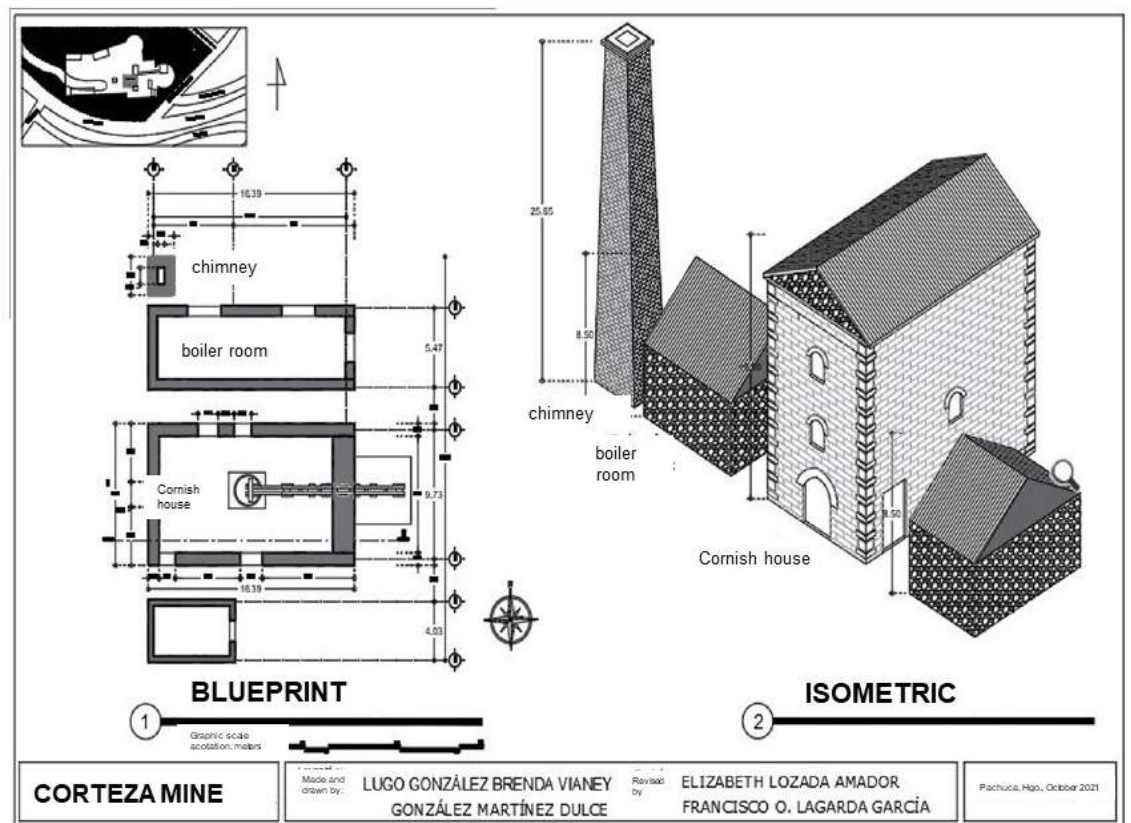 16.39
chimney
boiler room
5.47
Cornish
house
9.73
16.39
4.03
BLUEPRINT
1
Graphic scale
acotation: meters
25.65
8.50
chimney
boiler
room
8.50
Cornish house
ISOMETRIC
2
CORTEZA MINE
Made and
drawn by:
LUGO GONZÁLEZ BRENDA VIANEY
GONZÁLEZ MARTÍNEZ DULCE
Revised
by
ELIZABETH LOZADA AMADOR
FRANCISCO O. LAGARDA GARCÍA
Pachuca, Hgo., October 2021